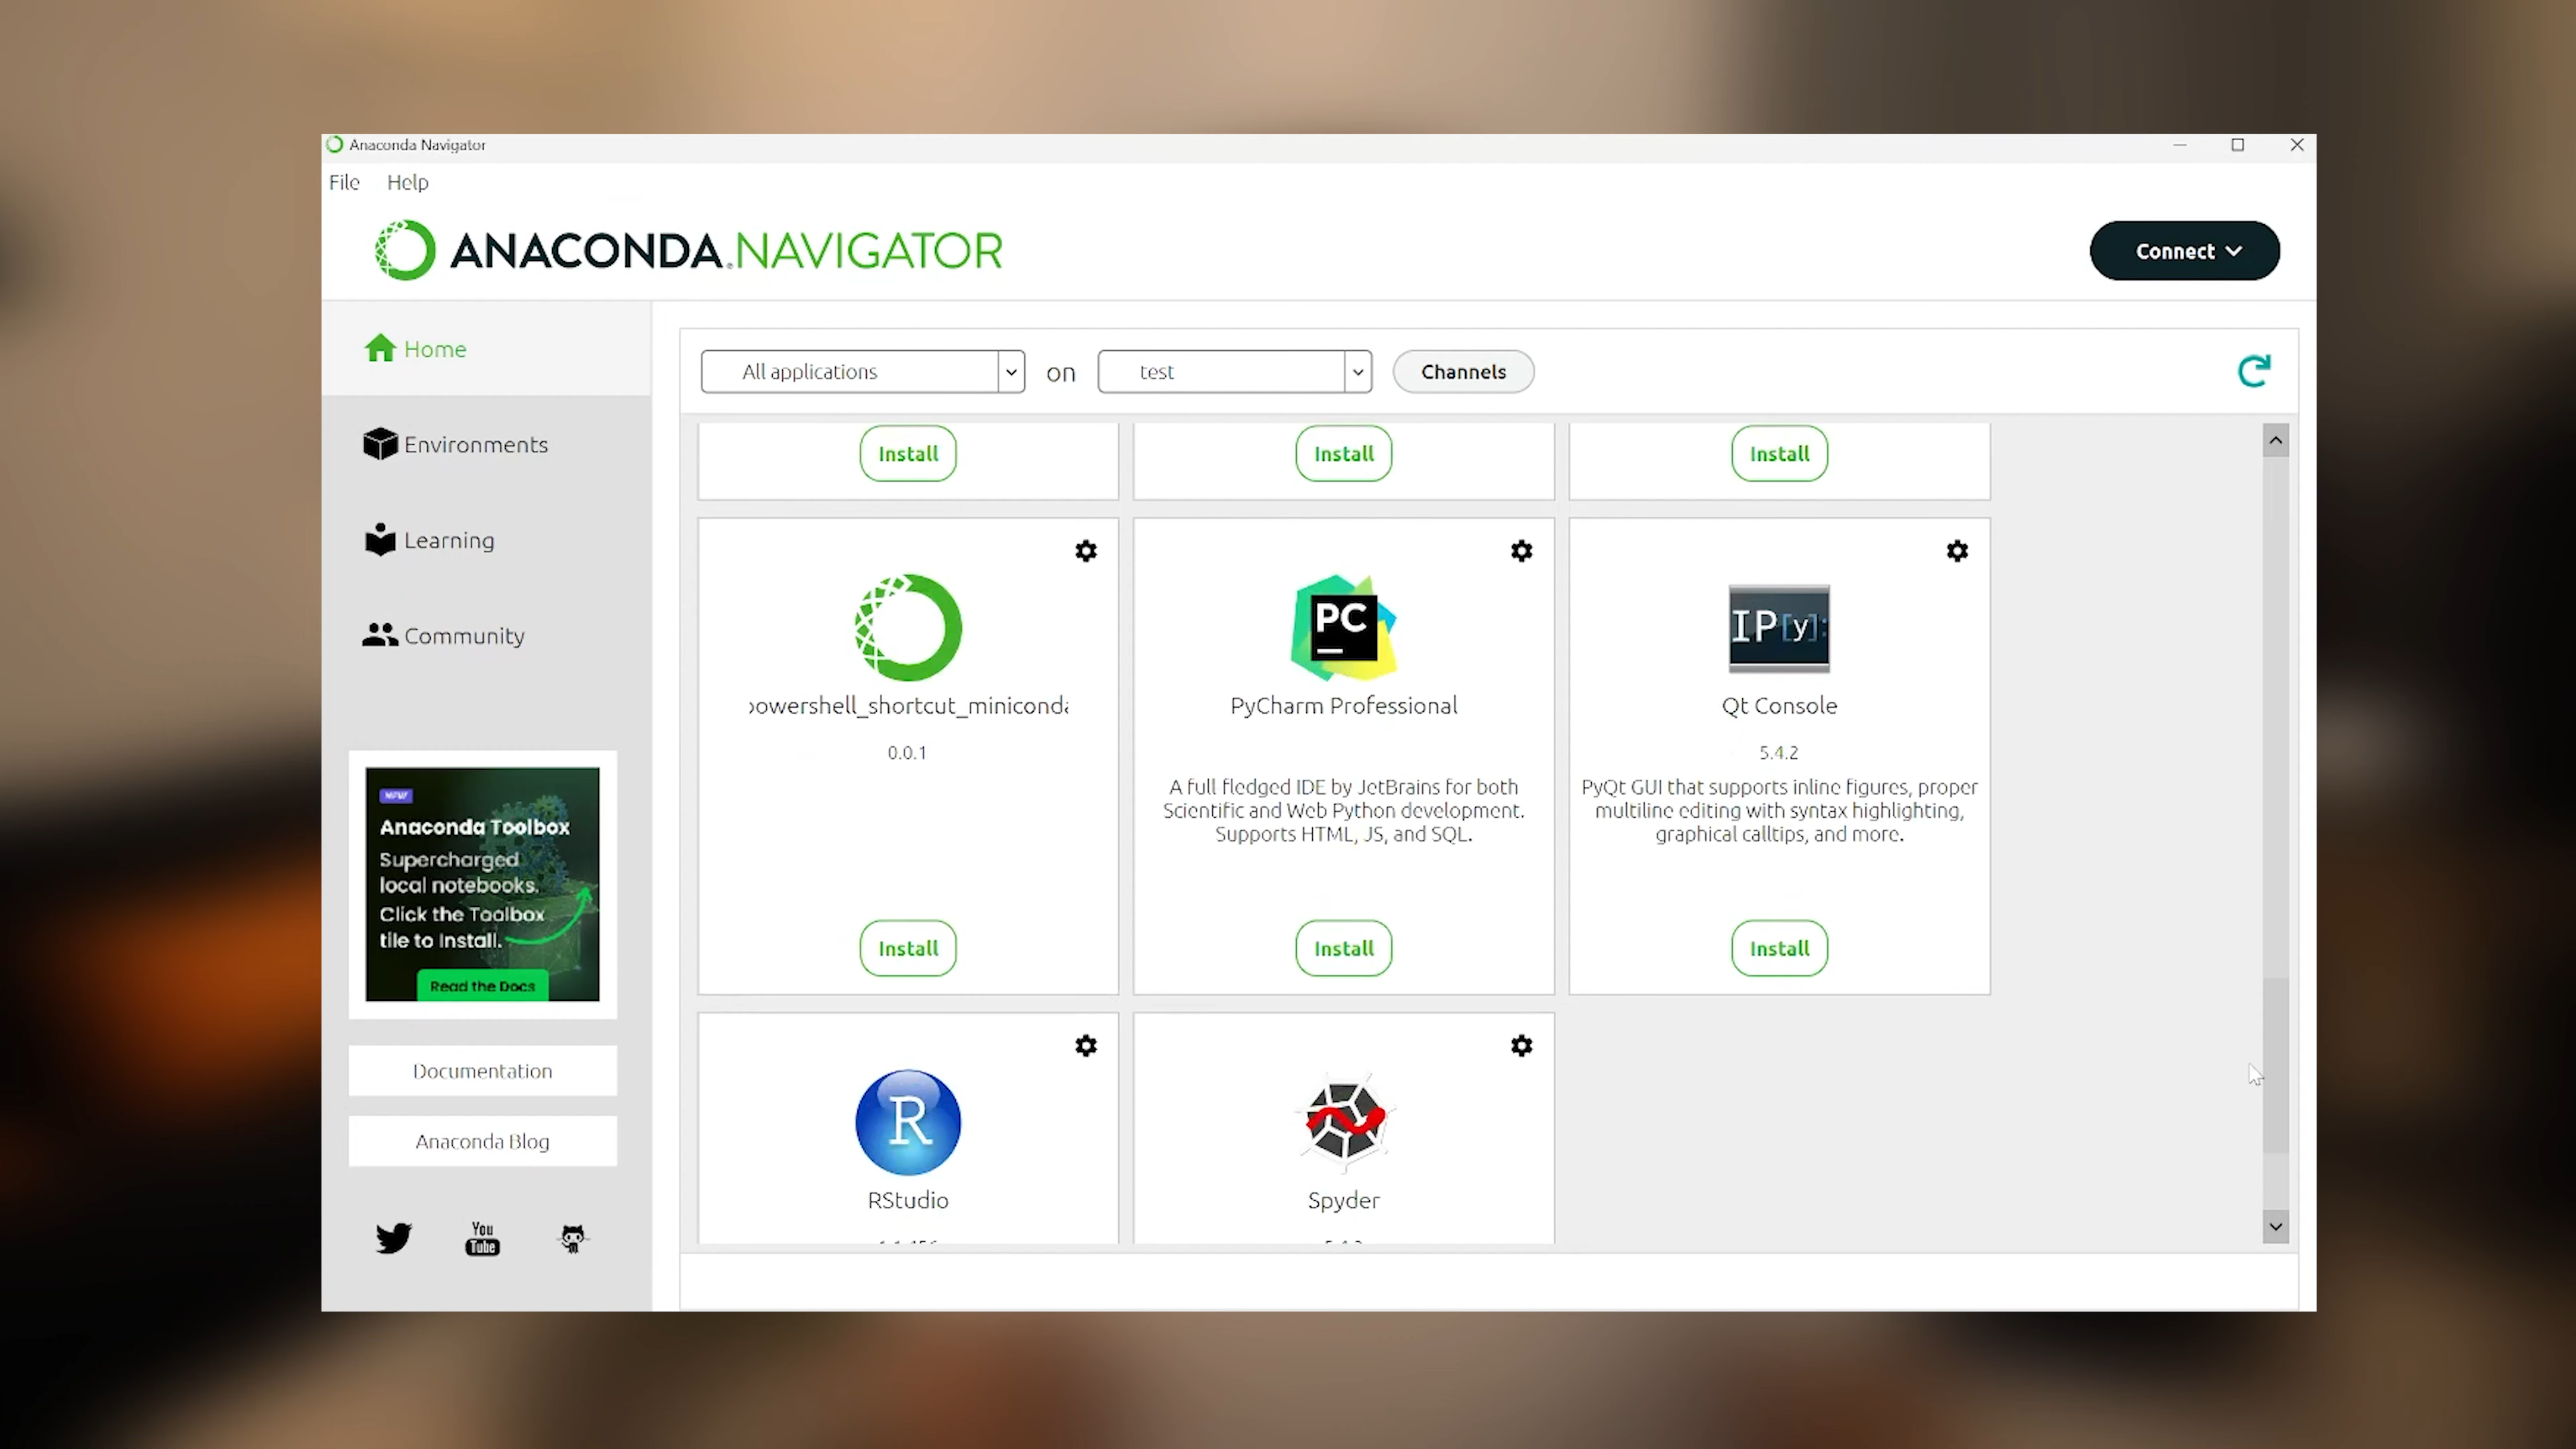 Anaconda Navigator
File Help
ANACONDA.NAVIGATOR
Connect
Home
Environments
Learning
Community
NEW
Anaconda Toolbox
Supercharged
local notebooks.
Click the Toolbox
tile to Install.
Read the Docs
Documentation
Anaconda Blog
You
Tube
All applications on test Channels
Install Install Install
powershell_shortcut_miniconda
0.0.1
Install
PC
PyCharm Professional
A full fledged IDE by JetBrains for both
Scientific and Web Python development.
Supports HTML, JS, and SQL.
Install
IP[y]:
Qt Console
5.4.2
PyQt GUI that supports inline figures, proper
multiline editing with syntax highlighting,
graphical calltips, and more.
Install
R
RStudio
Spyder